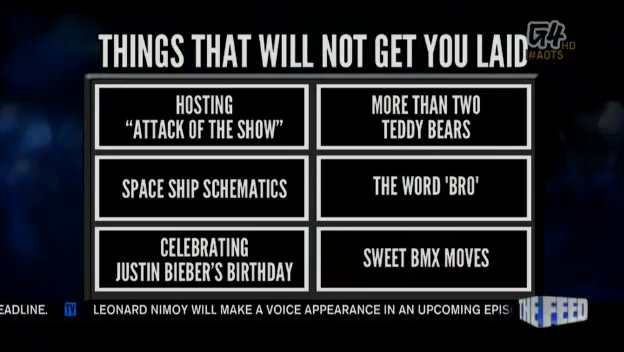 THINGS THAT WILL NOT GET YOU LAID
G4 HD
#AOTS
HOSTING
“ATTACK OF THE SHOW”
MORE THAN TWO
TEDDY BEARS
SPACE SHIP SCHEMATICS
THE WORD 'BRO'
CELEBRATING
JUSTIN BIEBER’S BIRTHDAY
SWEET BMX MOVES
EADLINE. TV LEONARD NIMOY WILL MAKE A VOICE APPEARANCE IN AN UPCOMING EPIS
THE FEED